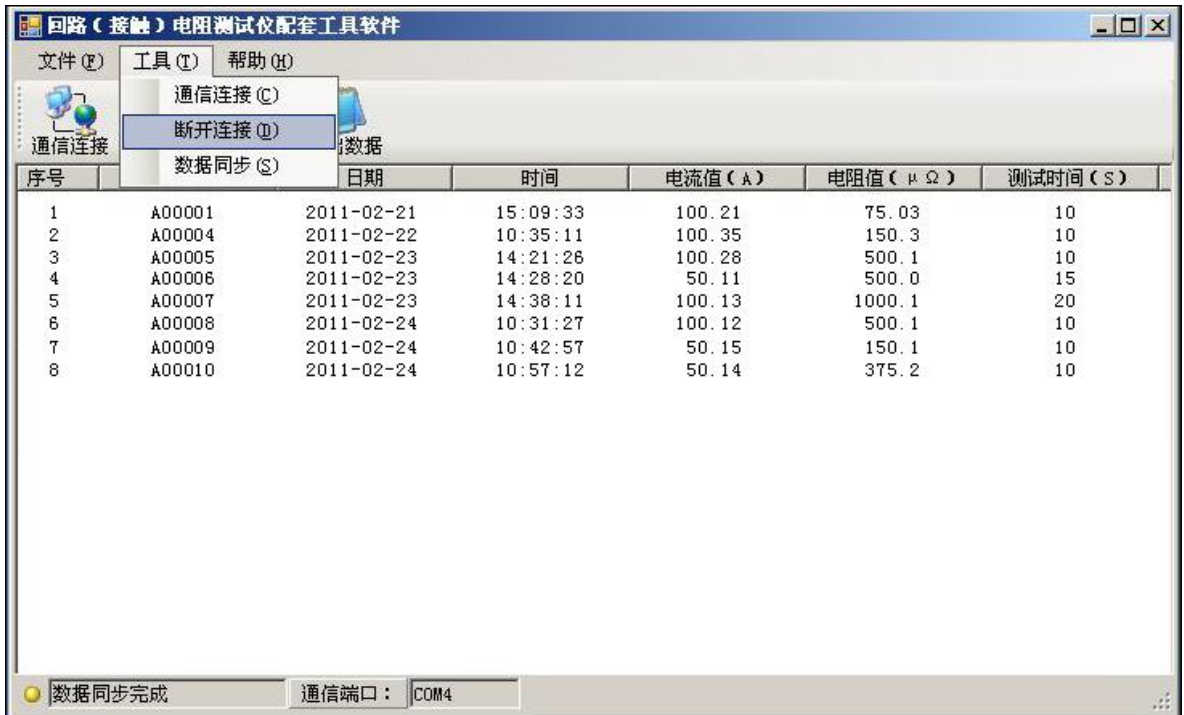 回路（接触）电阻测试仪配套工具软件
文件(F) 工具(T) 帮助(H)
通信连接(C)
断开连接(D)
数据同步(S)
通信连接 数据
序号 日期 时间 电流值(A) 电阻值(μΩ) 测试时间(S)
1 A00001 2011-02-21 15:09:33 100.21 75.03 10
2 A00004 2011-02-22 10:35:11 100.35 150.3 10
3 A00005 2011-02-23 14:21:26 100.28 500.1 10
4 A00006 2011-02-23 14:28:20 50.11 500.0 15
5 A00007 2011-02-23 14:38:11 100.13 1000.1 20
6 A00008 2011-02-24 10:31:27 100.12 500.1 10
7 A00009 2011-02-24 10:42:57 50.15 150.1 10
8 A00010 2011-02-24 10:57:12 50.14 375.2 10
数据同步完成 通信端口： COM4